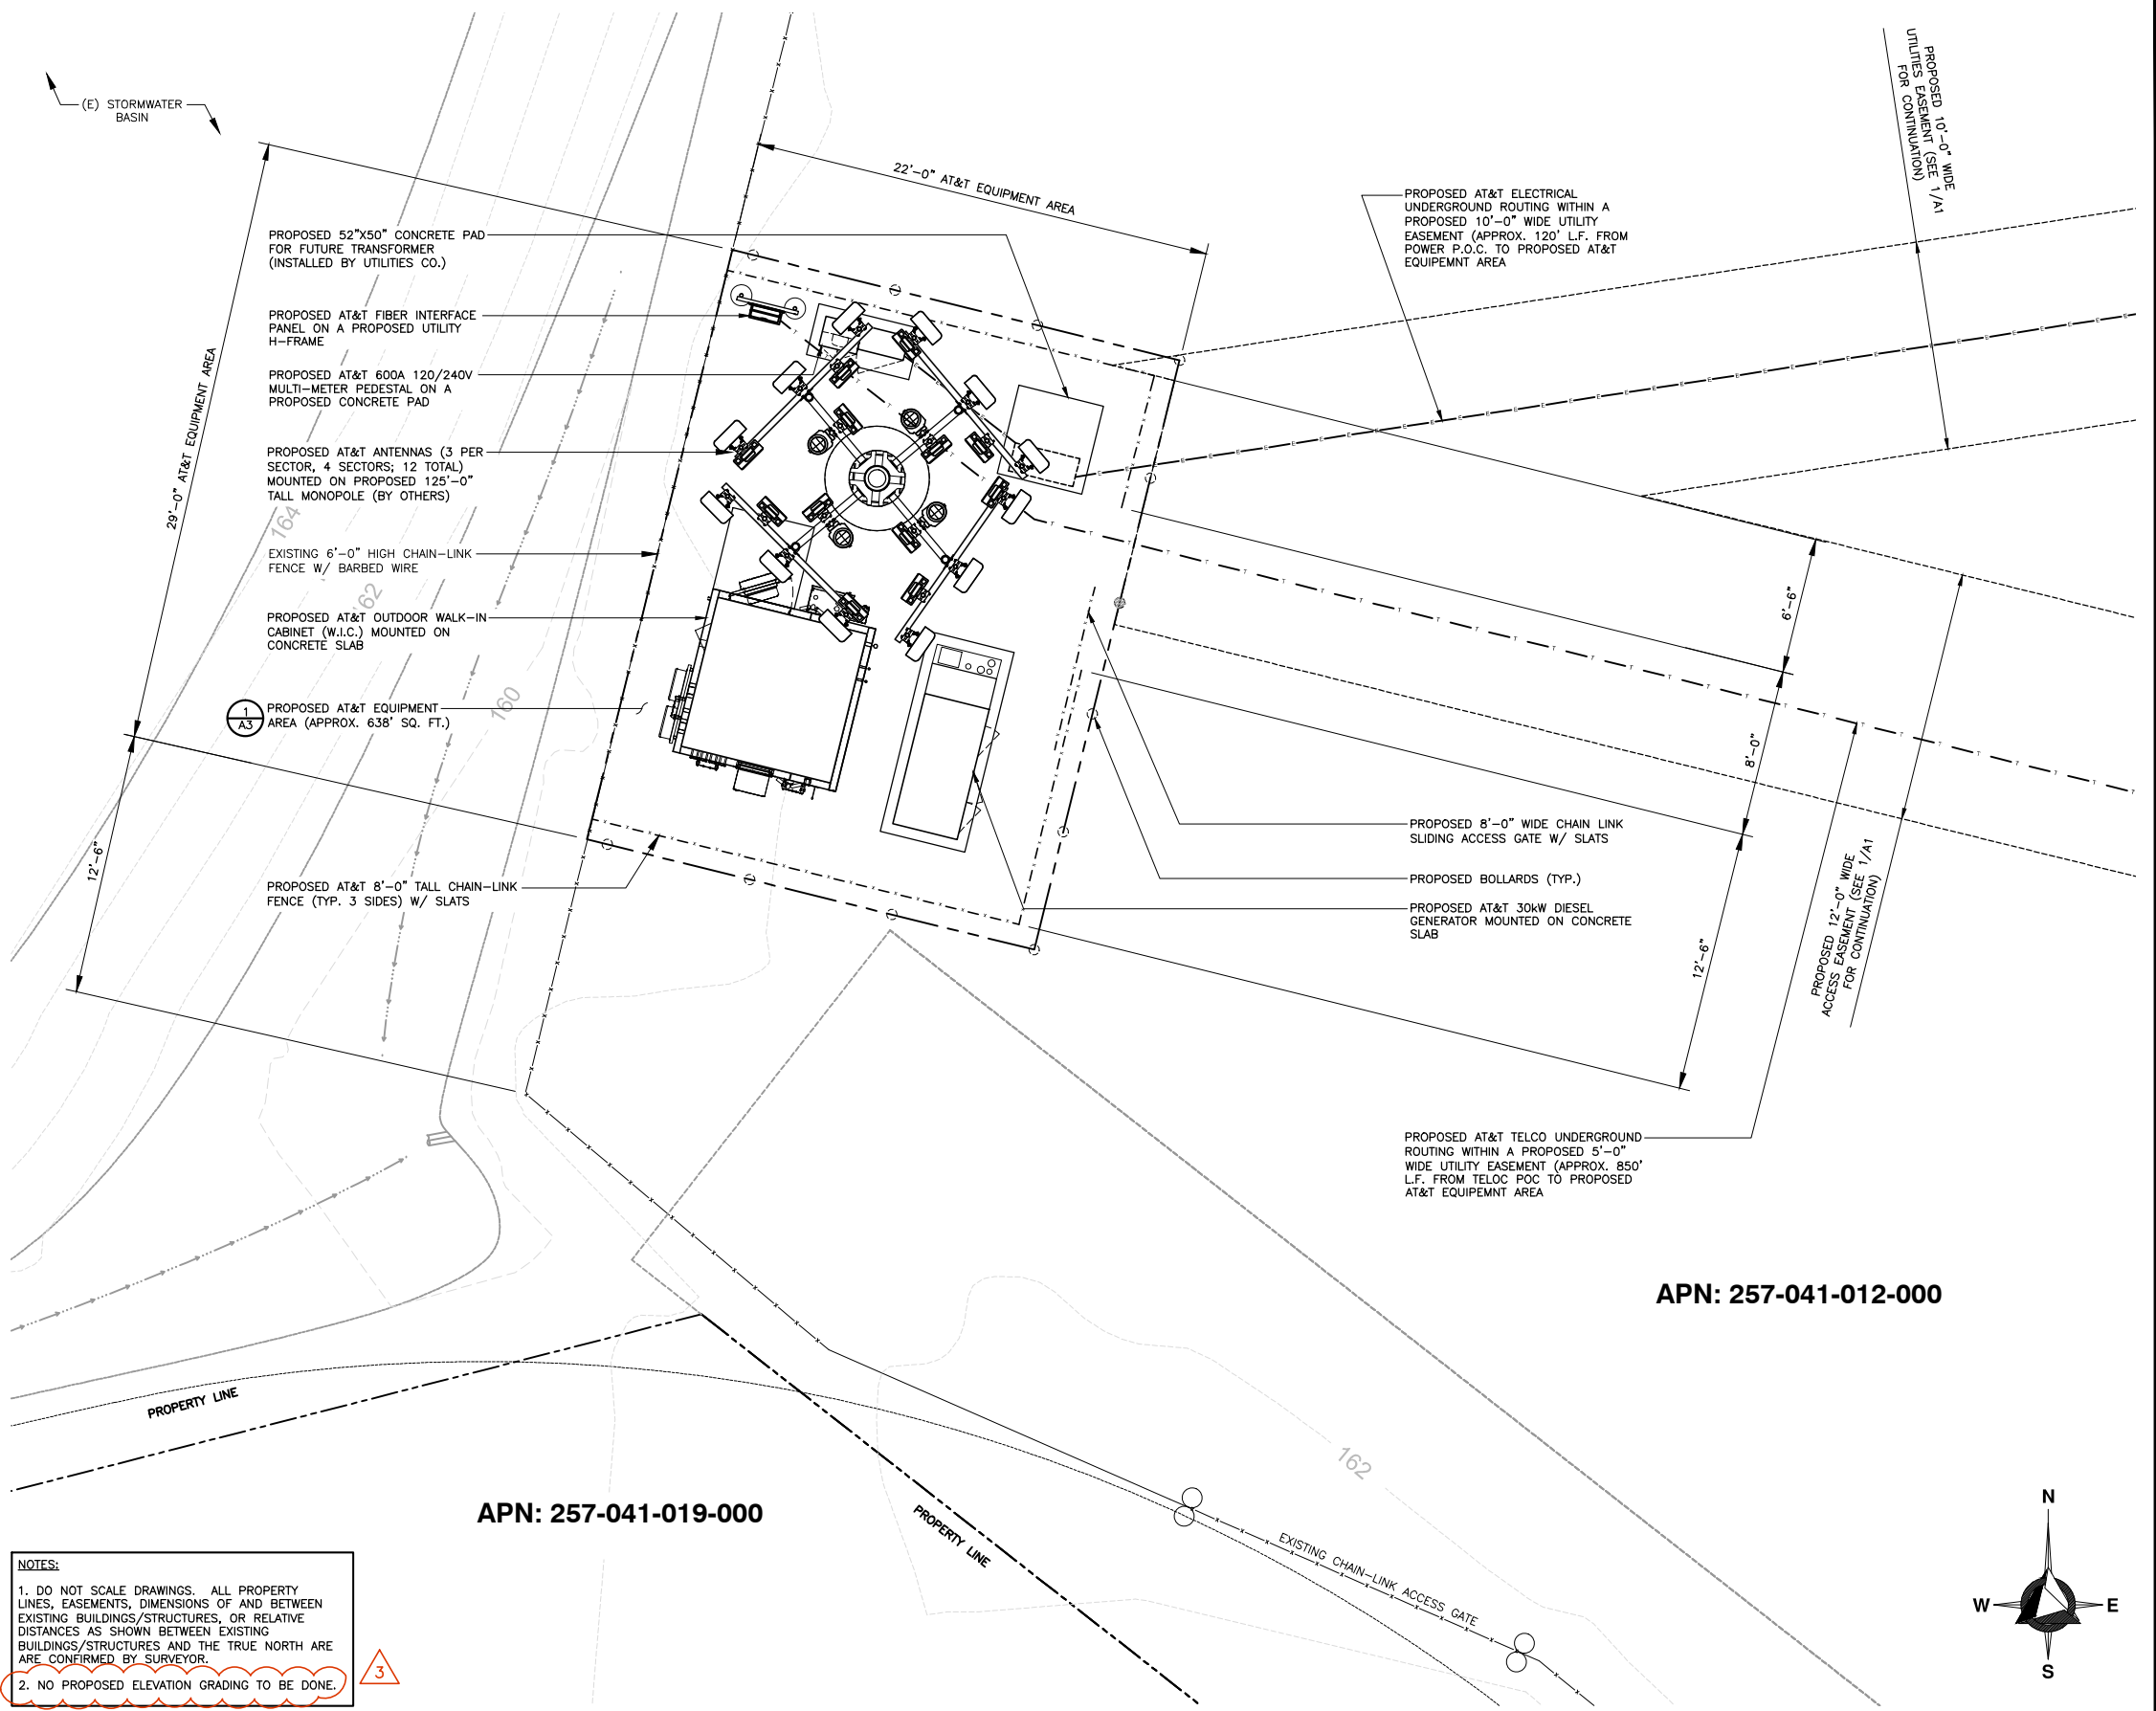 (E) STORMWATER
BASIN
22'-0" AT&T EQUIPMENT AREA
29'-0" AT&T EQUIPMENT AREA
12'-6"
PROPOSED 52"X50" CONCRETE PAD
FOR FUTURE TRANSFORMER
(INSTALLED BY UTILITIES CO.)
PROPOSED AT&T FIBER INTERFACE
PANEL ON A PROPOSED UTILITY
H-FRAME
PROPOSED AT&T 600A 120/240V
MULTI-METER PEDESTAL ON A
PROPOSED CONCRETE PAD
PROPOSED AT&T ANTENNAS (3 PER
SECTOR, 4 SECTORS; 12 TOTAL)
MOUNTED ON PROPOSED 125'-0"
TALL MONOPOLE (BY OTHERS)
164
EXISTING 6'-0" HIGH CHAIN-LINK
FENCE W/ BARBED WIRE
162
PROPOSED AT&T OUTDOOR WALK-IN
CABINET (W.I.C.) MOUNTED ON
CONCRETE SLAB
160
1
A3
PROPOSED AT&T EQUIPMENT
AREA (APPROX. 638' SQ. FT.)
PROPOSED AT&T 8'-0" TALL CHAIN-LINK
FENCE (TYP. 3 SIDES) W/ SLATS
PROPOSED AT&T ELECTRICAL
UNDERGROUND ROUTING WITHIN A
PROPOSED 10'-0" WIDE UTILITY
EASEMENT (APPROX. 120' L.F. FROM
POWER P.O.C. TO PROPOSED AT&T
EQUIPEMNT AREA
PROPOSED 10'-0" WIDE
UTILITIES EASEMENT (SEE 1/A1
FOR CONTINUATION)
6'-6"
8'-0"
12'-6"
PROPOSED 8'-0" WIDE CHAIN LINK
SLIDING ACCESS GATE W/ SLATS
PROPOSED BOLLARDS (TYP.)
PROPOSED AT&T 30kW DIESEL
GENERATOR MOUNTED ON CONCRETE
SLAB
PROPOSED 12'-0" WIDE
ACCESS EASEMENT (SEE 1/A1
FOR CONTINUATION)
PROPOSED AT&T TELCO UNDERGROUND
ROUTING WITHIN A PROPOSED 5'-0"
WIDE UTILITY EASEMENT (APPROX. 850'
L.F. FROM TELOC POC TO PROPOSED
AT&T EQUIPEMNT AREA
APN: 257-041-012-000
PROPERTY LINE
162
APN: 257-041-019-000
PROPERTY LINE
EXISTING CHAIN-LINK ACCESS GATE
N
W
E
S
NOTES:
1. DO NOT SCALE DRAWINGS. ALL PROPERTY
LINES, EASEMENTS, DIMENSIONS OF AND BETWEEN
EXISTING BUILDINGS/STRUCTURES, OR RELATIVE
DISTANCES AS SHOWN BETWEEN EXISTING
BUILDINGS/STRUCTURES AND THE TRUE NORTH ARE
ARE CONFIRMED BY SURVEYOR.
2. NO PROPOSED ELEVATION GRADING TO BE DONE.
3